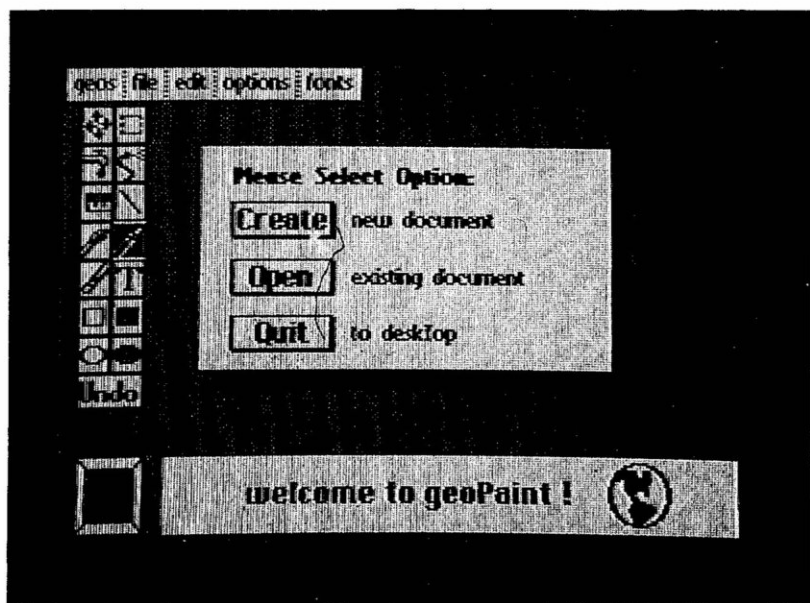 geos file edit options fonts
Please Select Option:
Create new document
Open existing document
Quit to deskTop
T
Undo
welcome to geoPaint !